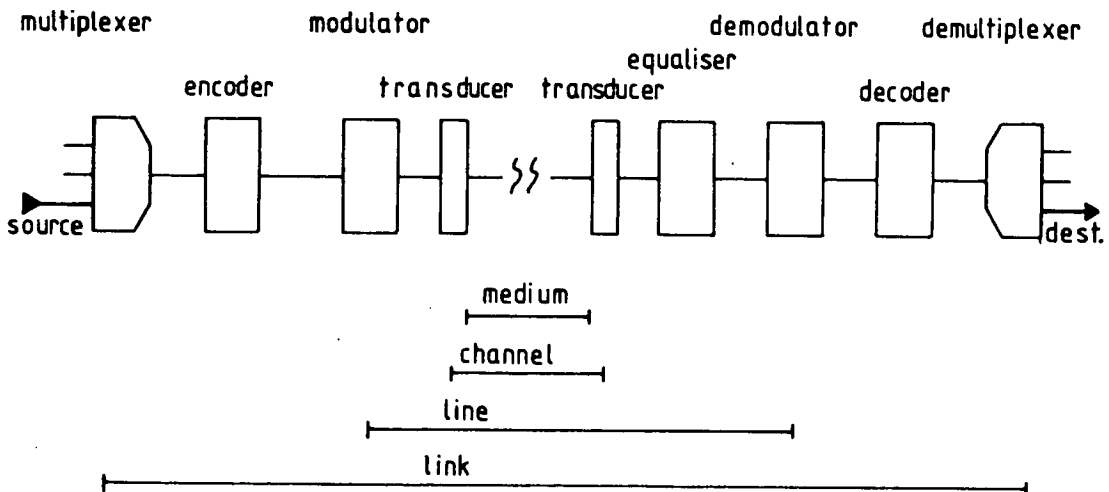 multiplexer modulator demodulator demultiplexer
equaliser
encoder transducer transducer decoder
source
dest.
medium
channel
line
link